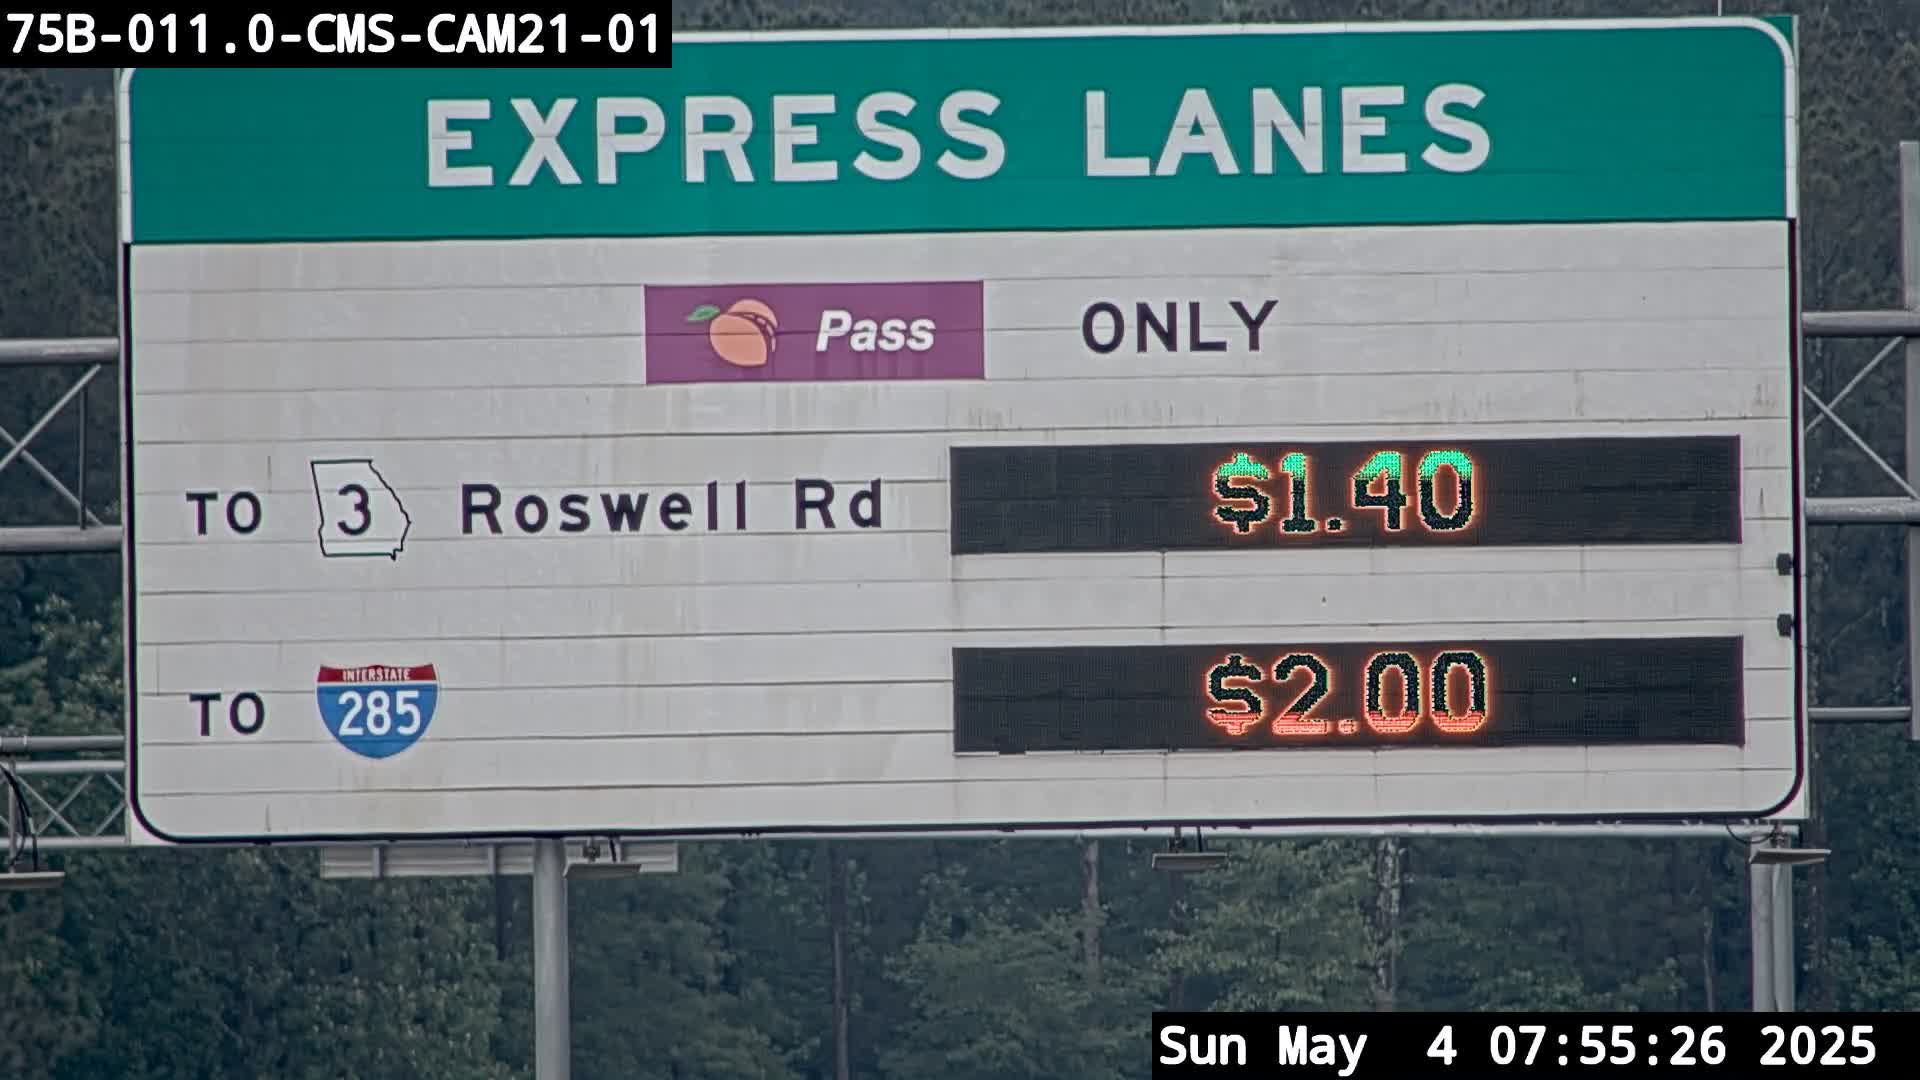 75B-011.0-CMS-CAM21-01
EXPRESS LANES
Pass ONLY
TO 3 Roswell Rd $1.40
INTERSTATE
TO 285 $2.00
Sun May 4 07:55:26 2025